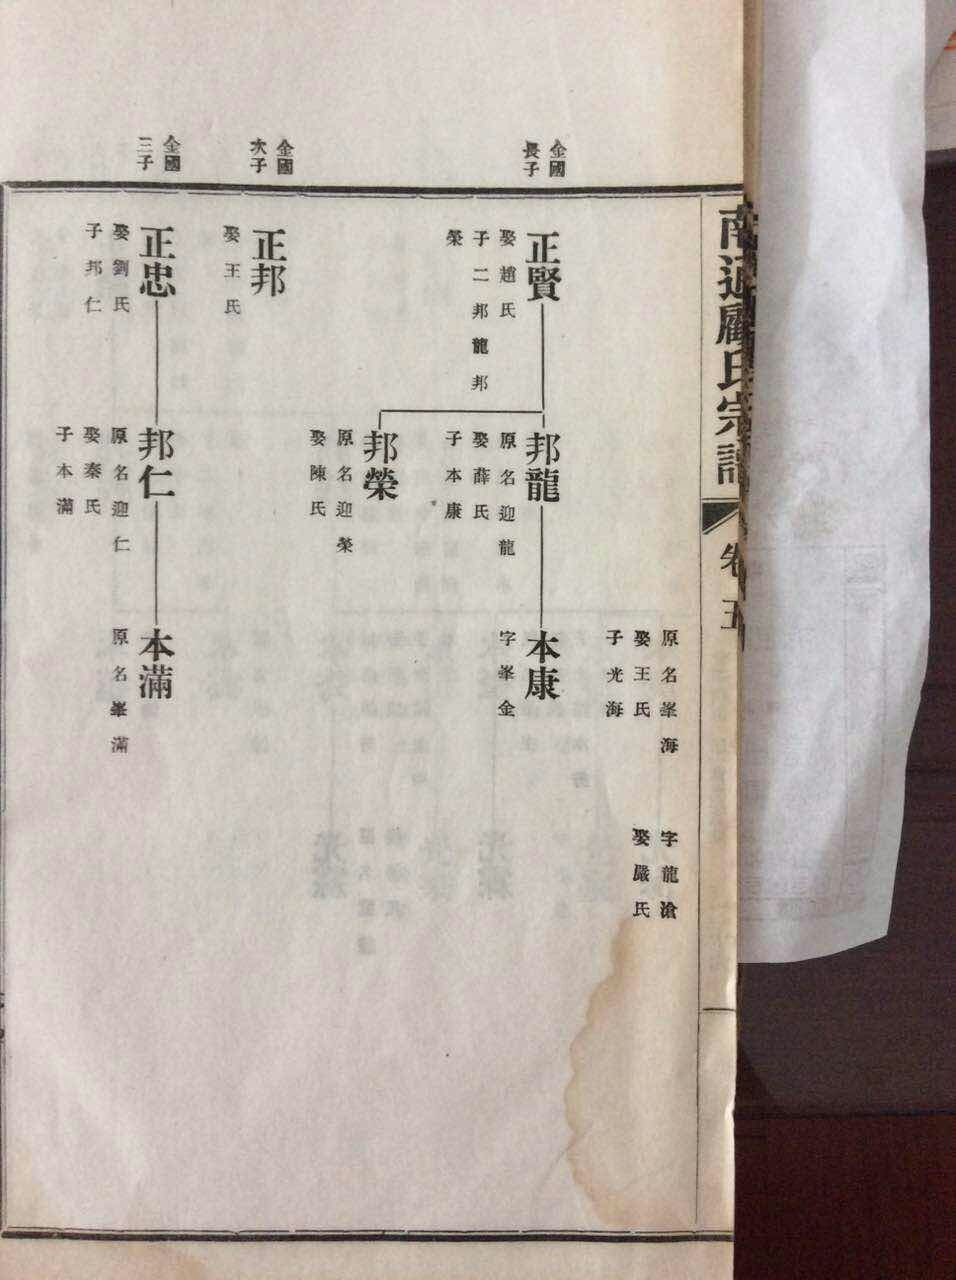 南通顧氏宗譜
卷五
原名峯海
娶王氏
子光海
字龍滄
娶嚴氏
全國
長子
正賢
娶趙氏
子二邦龍邦
榮
邦龍
原名迎龍
娶薛氏
子本康
本康
字峯金
邦榮
原名迎榮
娶陳氏
全國
次子
正邦
娶王氏
全國
三子
正忠
娶劉氏
子邦仁
邦仁
原名迎仁
娶秦氏
子本滿
本滿
原名峯滿